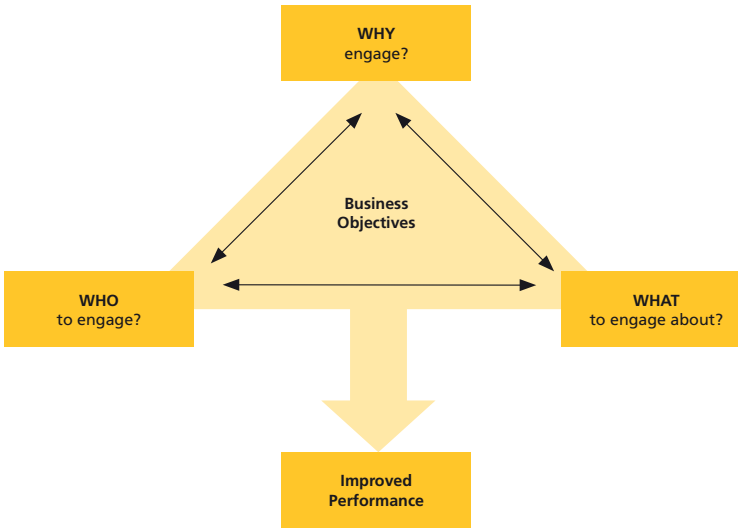 WHY
engage?
Business
Objectives
WHO
to engage?
WHAT
to engage about?
Improved
Performance